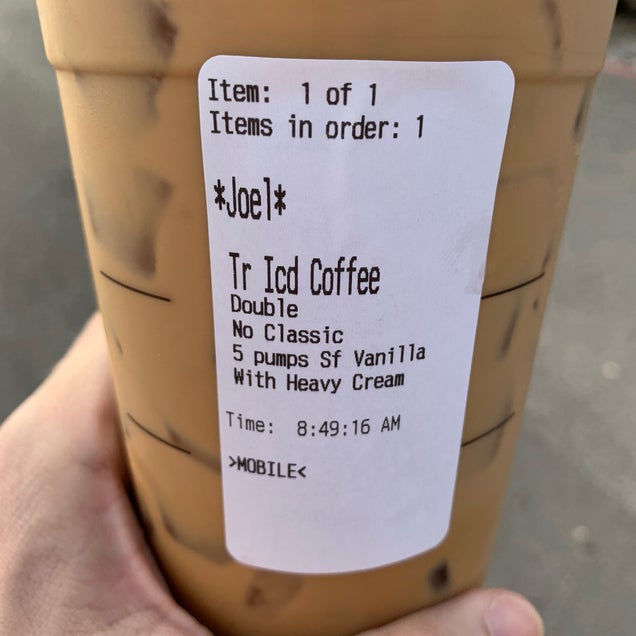 Item: 1 of 1
Items in order: 1
*Joel*
Tr Icd Coffee
Double
No Classic
5 pumps Sf Vanilla
With Heavy Cream
Time: 8:49:16 AM
>MOBILE<